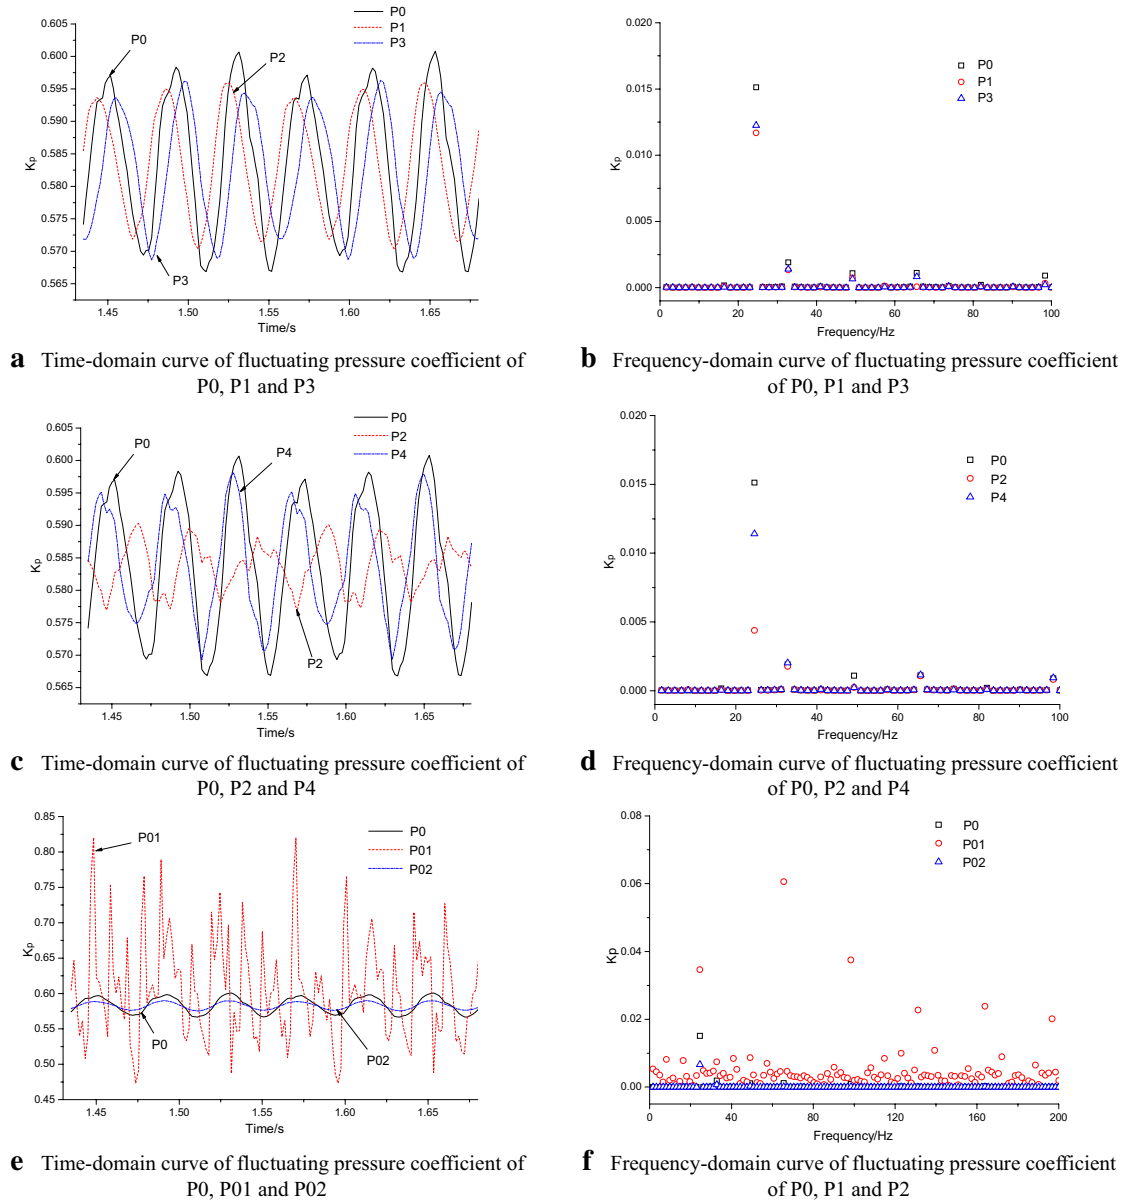 0.605
0.600
0.595
0.590
0.585
0.580
0.575
0.570
0.565
Kp
P0
P1
P3
P0
P2
P3
1.45
1.50
1.55
1.60
1.65
Time/s
0.020
0.015
0.010
0.005
0.000
Kp
P0
P1
P3
0
20
40
60
80
100
Frequency/Hz
a Time-domain curve of fluctuating pressure coefficient of
P0, P1 and P3
b Frequency-domain curve of fluctuating pressure coefficient
of P0, P1 and P3
0.605
0.600
0.595
0.590
0.585
0.580
0.575
0.570
0.565
Kp
P0
P2
P4
P0
P4
P2
1.45
1.50
1.55
1.60
1.65
Time/s
0.020
0.015
0.010
0.005
0.000
Kp
P0
P2
P4
0
20
40
60
80
100
Frequency/Hz
c Time-domain curve of fluctuating pressure coefficient of
P0, P2 and P4
d Frequency-domain curve of fluctuating pressure coefficient
of P0, P2 and P4
0.85
0.80
0.75
0.70
0.65
0.60
0.55
0.50
0.45
Kp
P0
P01
P02
P01
P0
P02
1.45
1.50
1.55
1.60
1.65
Time/s
0.08
0.06
0.04
0.02
0.00
Kp
P0
P01
P02
0
40
80
120
160
200
Frequency/Hz
e Time-domain curve of fluctuating pressure coefficient of
P0, P01 and P02
f Frequency-domain curve of fluctuating pressure coefficient
of P0, P1 and P2